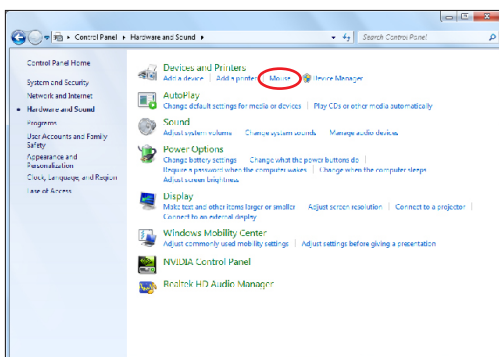 Control Panel ▸ Hardware and Sound ▸
Search Control Panel
Control Panel Home
System and Security
Network and Internet
Hardware and Sound
Programs
User Accounts and Family
Safety
Appearance and
Personalization
Clock, Language, and Region
Ease of Access
Devices and Printers
Add a device | Add a printer | Mouse | Device Manager
AutoPlay
Change default settings for media or devices | Play CDs or other media automatically
Sound
Adjust system volume | Change system sounds | Manage audio devices
Power Options
Change battery settings | Change what the power buttons do |
Require a password when the computer wakes | Change when the computer sleeps
Adjust screen brightness
Display
Make text and other items larger or smaller | Adjust screen resolution | Connect to a projector |
Connect to an external display
Windows Mobility Center
Adjust commonly used mobility settings | Adjust settings before giving a presentation
NVIDIA Control Panel
Realtek HD Audio Manager